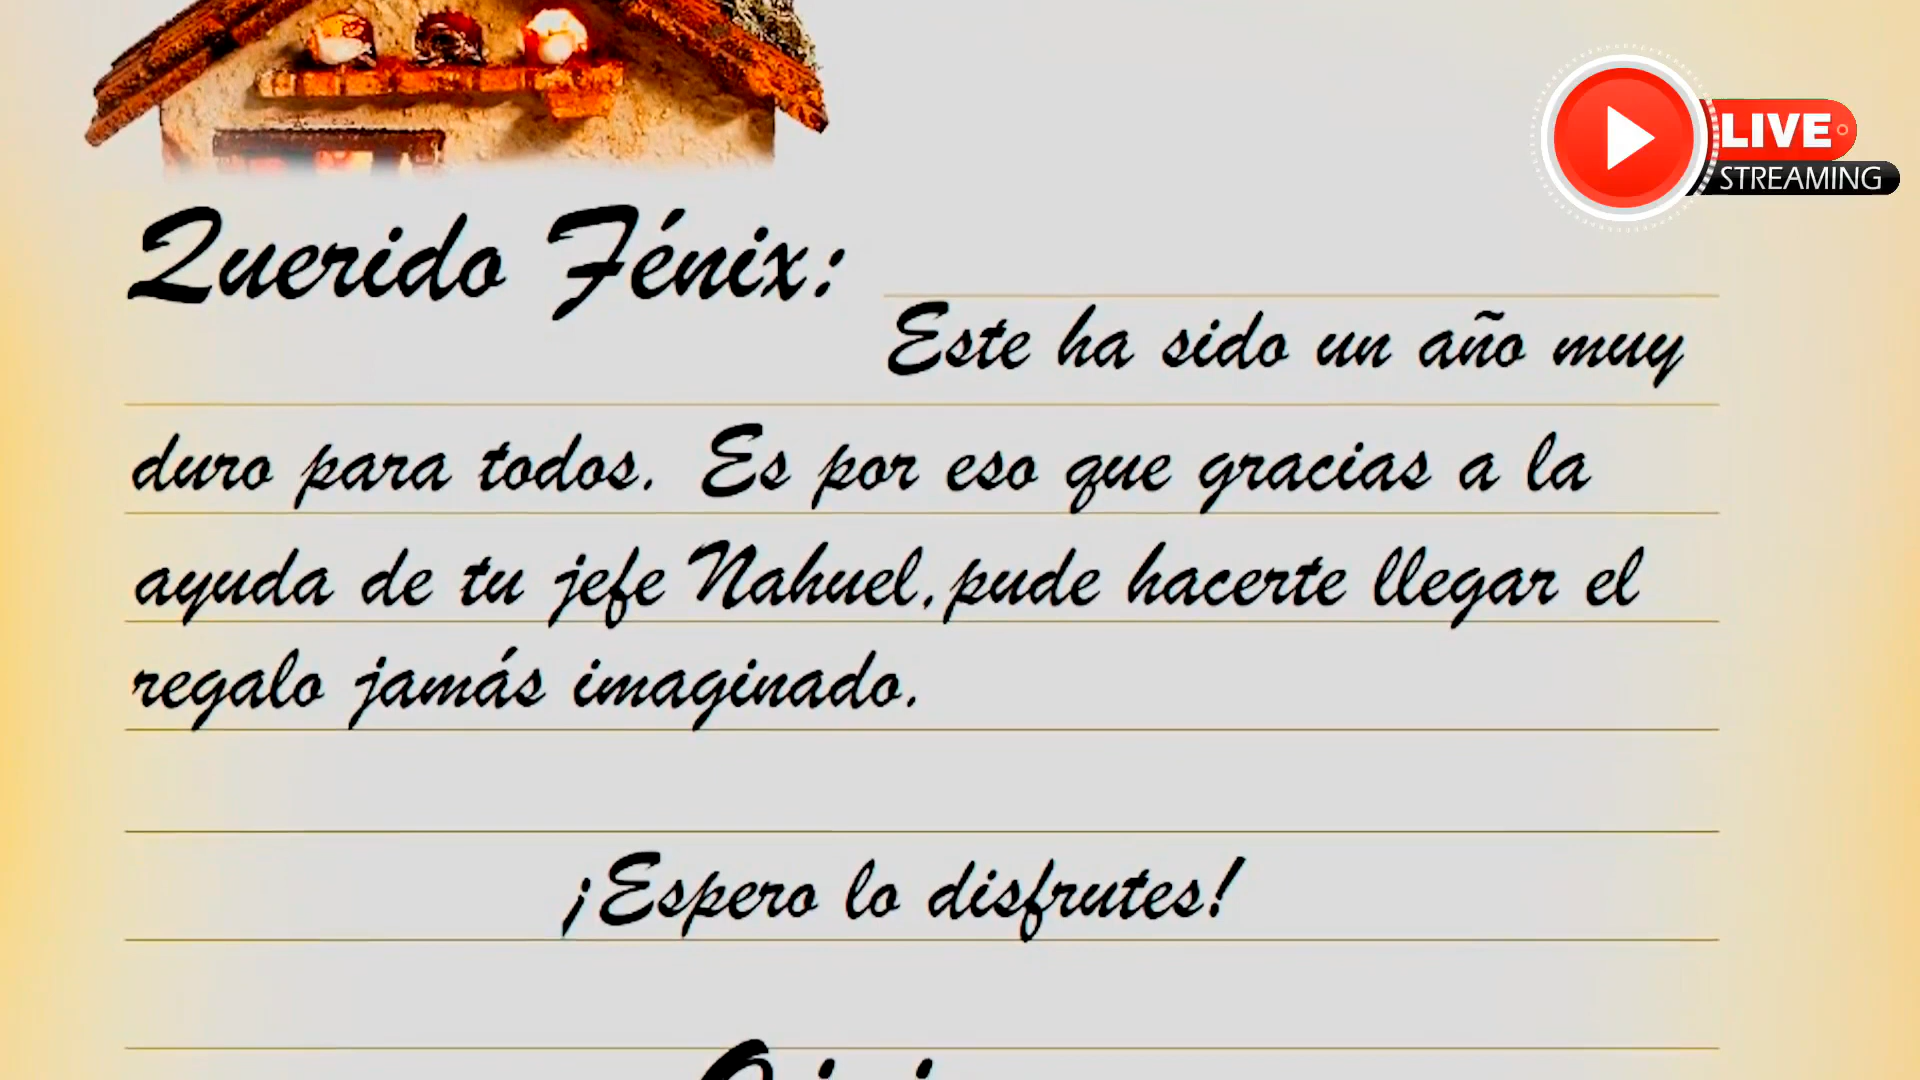 LIVE
STREAMING
Querido Fénix:
Este ha sido un año muy
duro para todos. Es por eso que gracias a la
ayuda de tu jefe Nahuel, pude hacerte llegar el
regalo jamás imaginado.
¡Espero lo disfrutes!